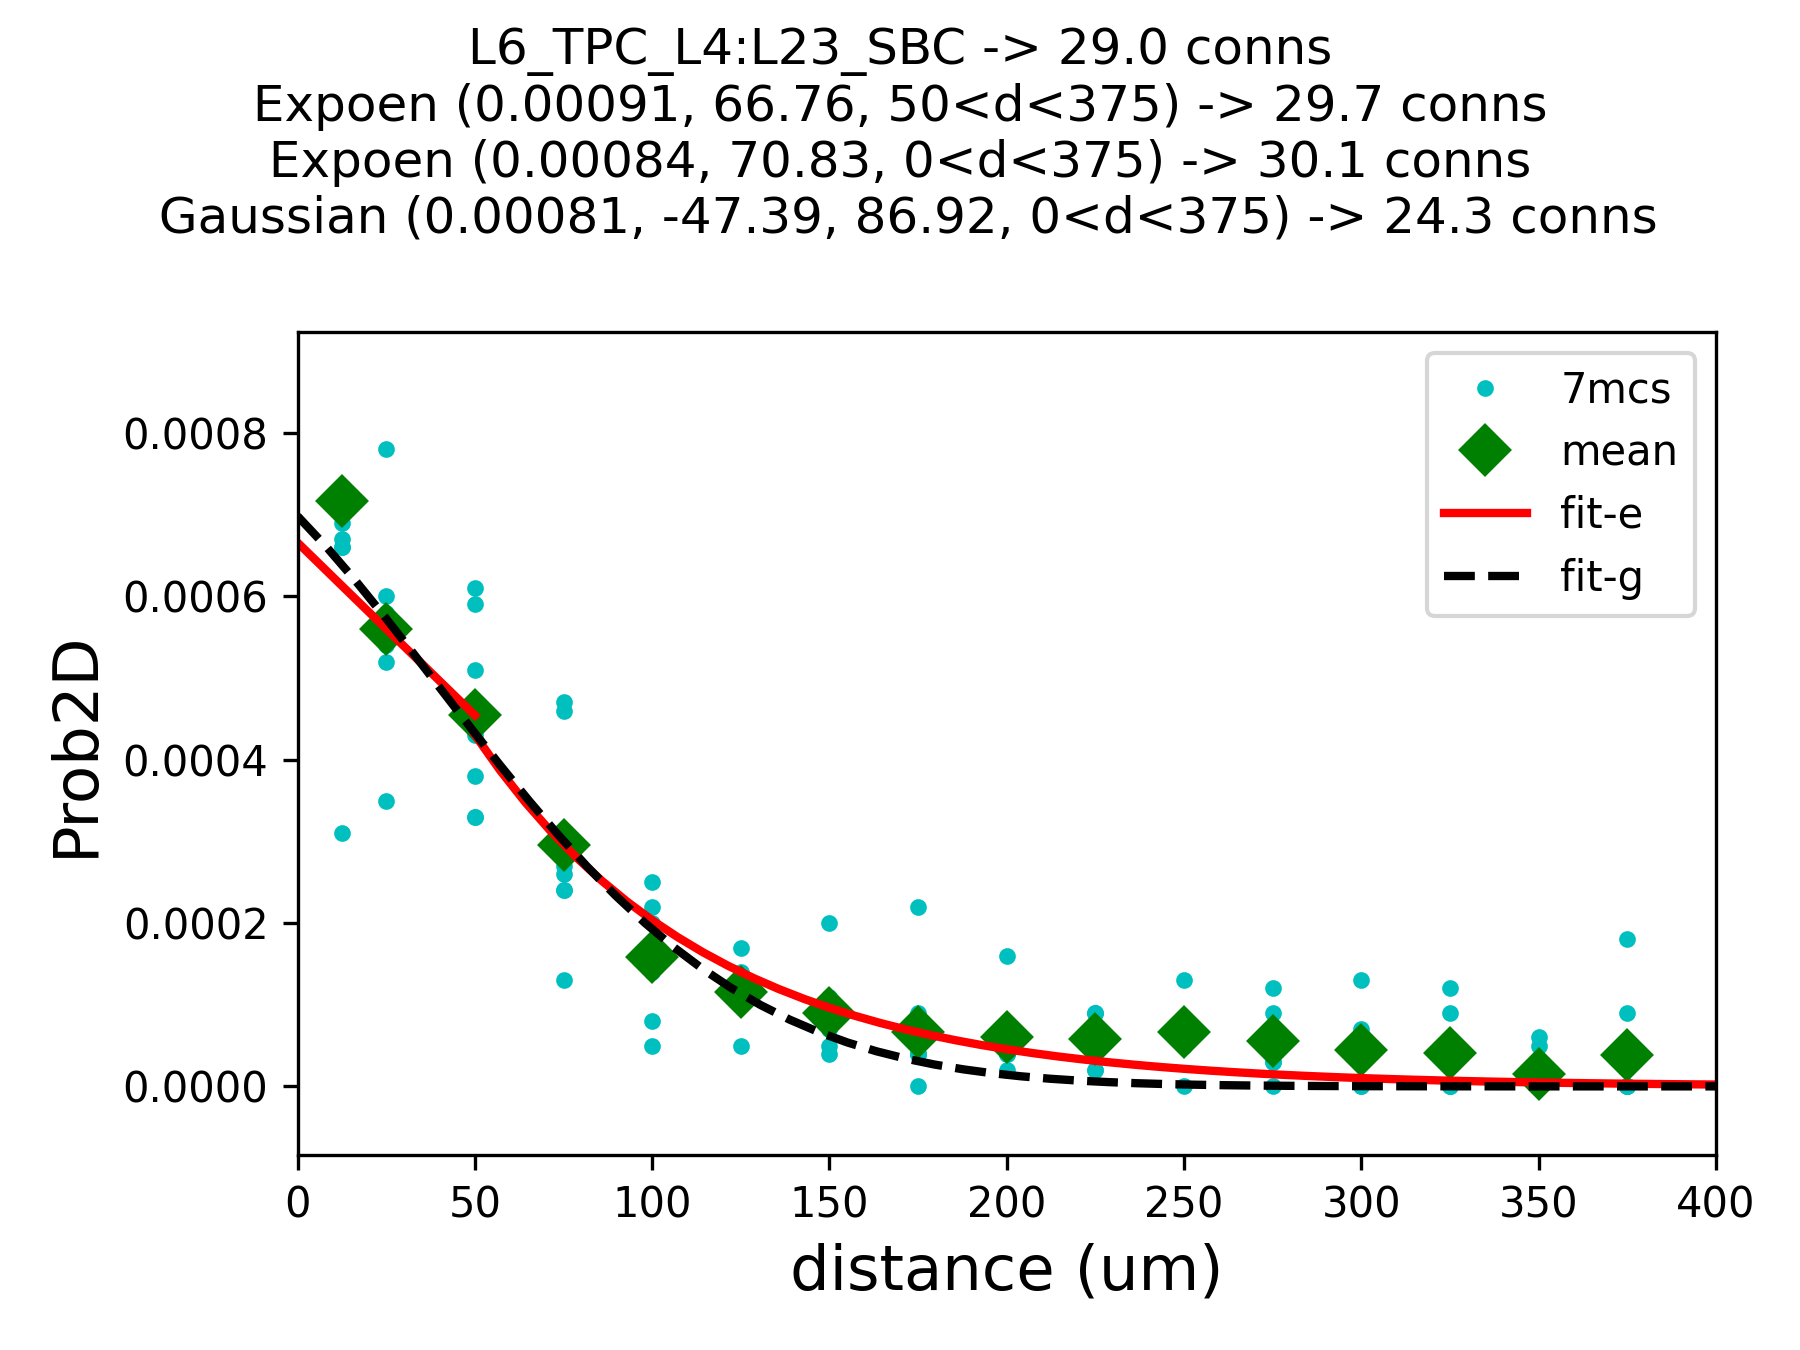 L6_TPC_L4:L23_SBC -> 29.0 conns
Expoen (0.00091, 66.76, 50<d<375) -> 29.7 conns
Expoen (0.00084, 70.83, 0<d<375) -> 30.1 conns
Gaussian (0.00081, -47.39, 86.92, 0<d<375) -> 24.3 conns
7mcs
mean
fit-e
fit-g
0.0008
0.0006
0.0004
0.0002
0.0000
Prob2D
0 50 100 150 200 250 300 350 400
distance (um)